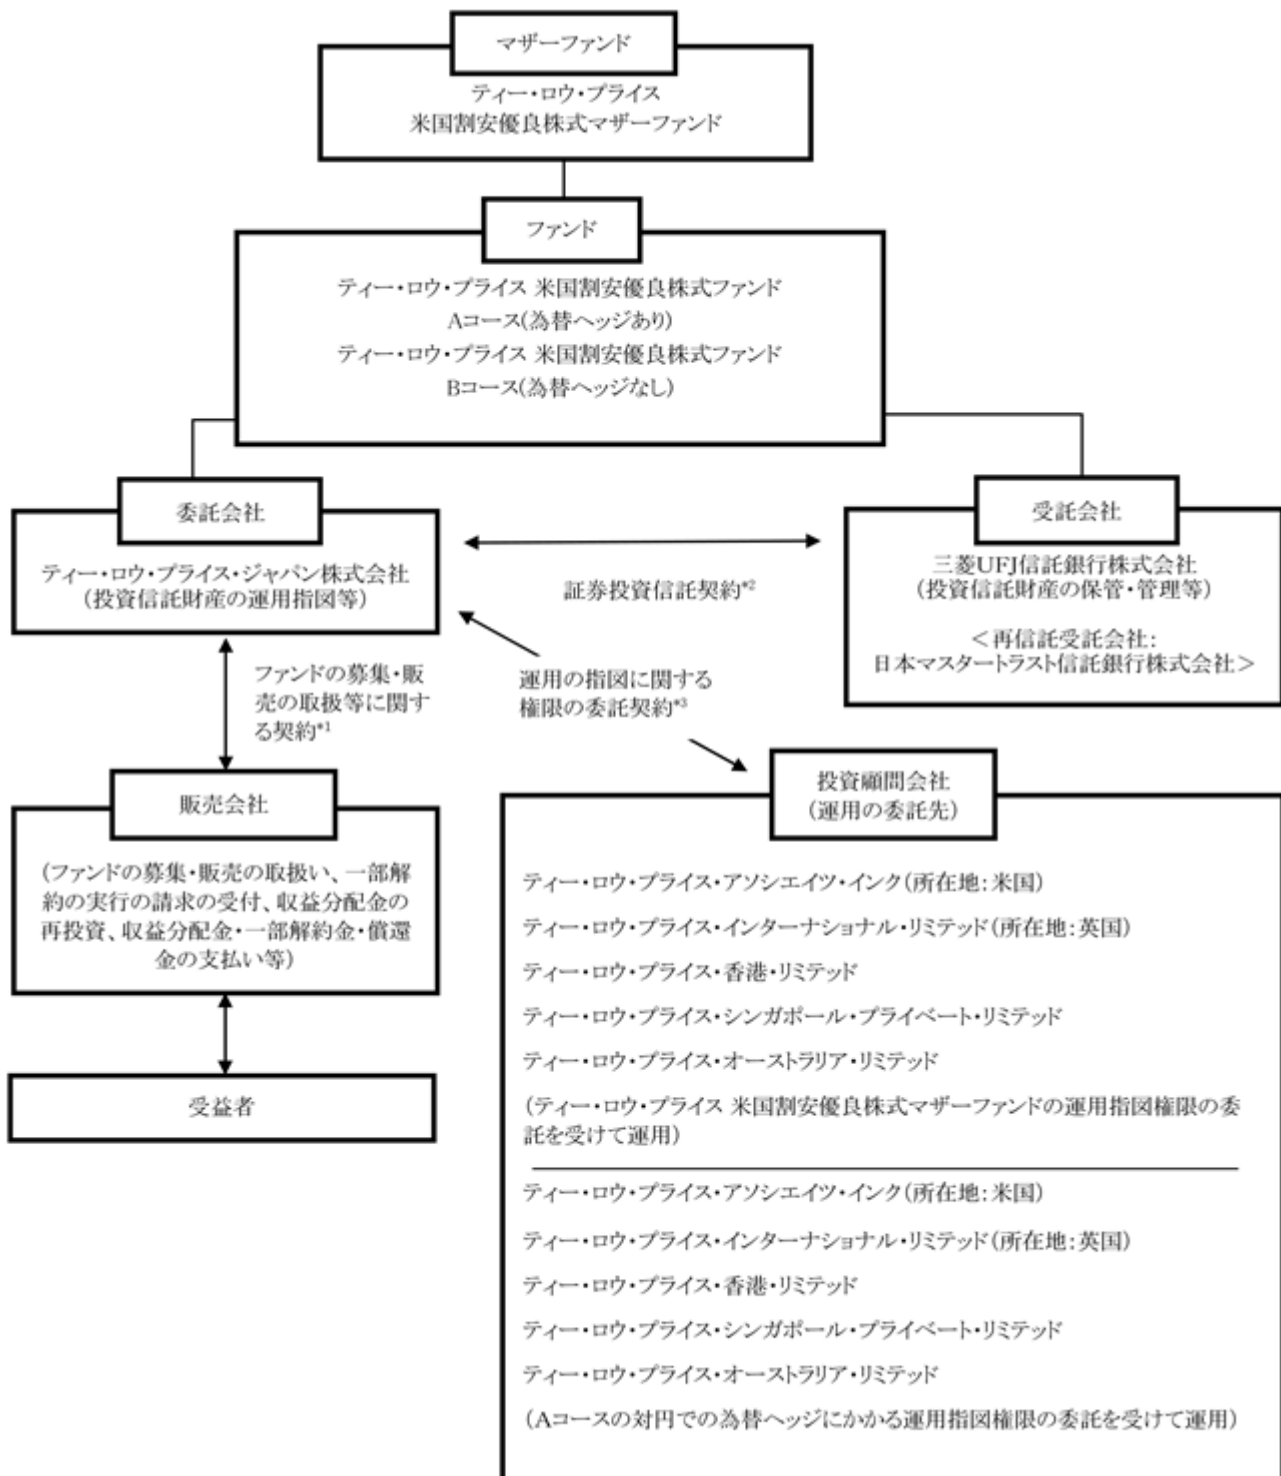 マザーファンド
ティー・ロウ・プライス
米国割安優良株式マザーファンド
ファンド
ティー・ロウ・プライス 米国割安優良株式ファンド
Aコース(為替ヘッジあり)
ティー・ロウ・プライス 米国割安優良株式ファンド
Bコース(為替ヘッジなし)
委託会社
ティー・ロウ・プライス・ジャパン株式会社
(投資信託財産の運用指図等)
証券投資信託契約*2
受託会社
三菱UFJ信託銀行株式会社
(投資信託財産の保管・管理等)
<再信託受託会社:
日本マスタートラスト信託銀行株式会社>
ファンドの募集・販
売の取扱等に関す
る契約*1
運用の指図に関する
権限の委託契約*3
販売会社
(ファンドの募集・販売の取扱い、一部解
約の実行の請求の受付、収益分配金の
再投資、収益分配金・一部解約金・償還
金の支払い等)
受益者
投資顧問会社
(運用の委託先)
ティー・ロウ・プライス・アソシエイツ・インク(所在地:米国)
ティー・ロウ・プライス・インターナショナル・リミテッド(所在地:英国)
ティー・ロウ・プライス・香港・リミテッド
ティー・ロウ・プライス・シンガポール・プライベート・リミテッド
ティー・ロウ・プライス・オーストラリア・リミテッド
(ティー・ロウ・プライス 米国割安優良株式マザーファンドの運用指図権限の委
託を受けて運用)
ティー・ロウ・プライス・アソシエイツ・インク(所在地:米国)
ティー・ロウ・プライス・インターナショナル・リミテッド(所在地:英国)
ティー・ロウ・プライス・香港・リミテッド
ティー・ロウ・プライス・シンガポール・プライベート・リミテッド
ティー・ロウ・プライス・オーストラリア・リミテッド
(Aコースの対円での為替ヘッジにかかる運用指図権限の委託を受けて運用)